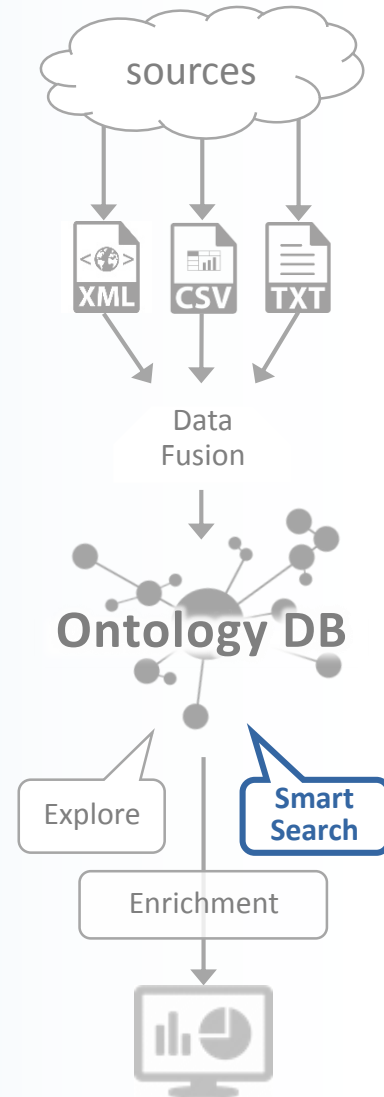 sources
XML
CSV
TXT
Data
Fusion
Ontology DB
Explore
Smart
Search
Enrichment